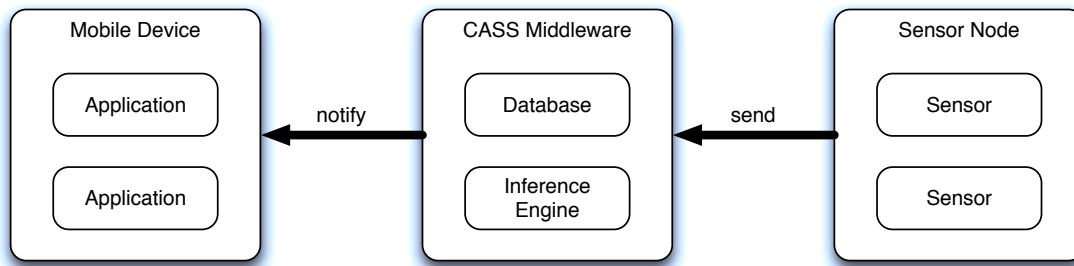 Mobile Device
Application
Application
notify
CASS Middleware
Database
Inference
Engine
send
Sensor Node
Sensor
Sensor